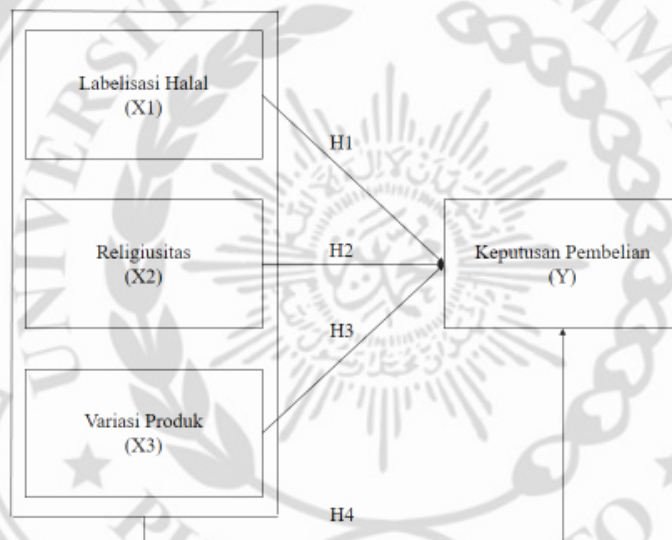 Labelisasi Halal
(X1)
H1
Religiusitas
(X2)
H2
Keputusan Pembelian
(Y)
H3
Variasi Produk
(X3)
H4